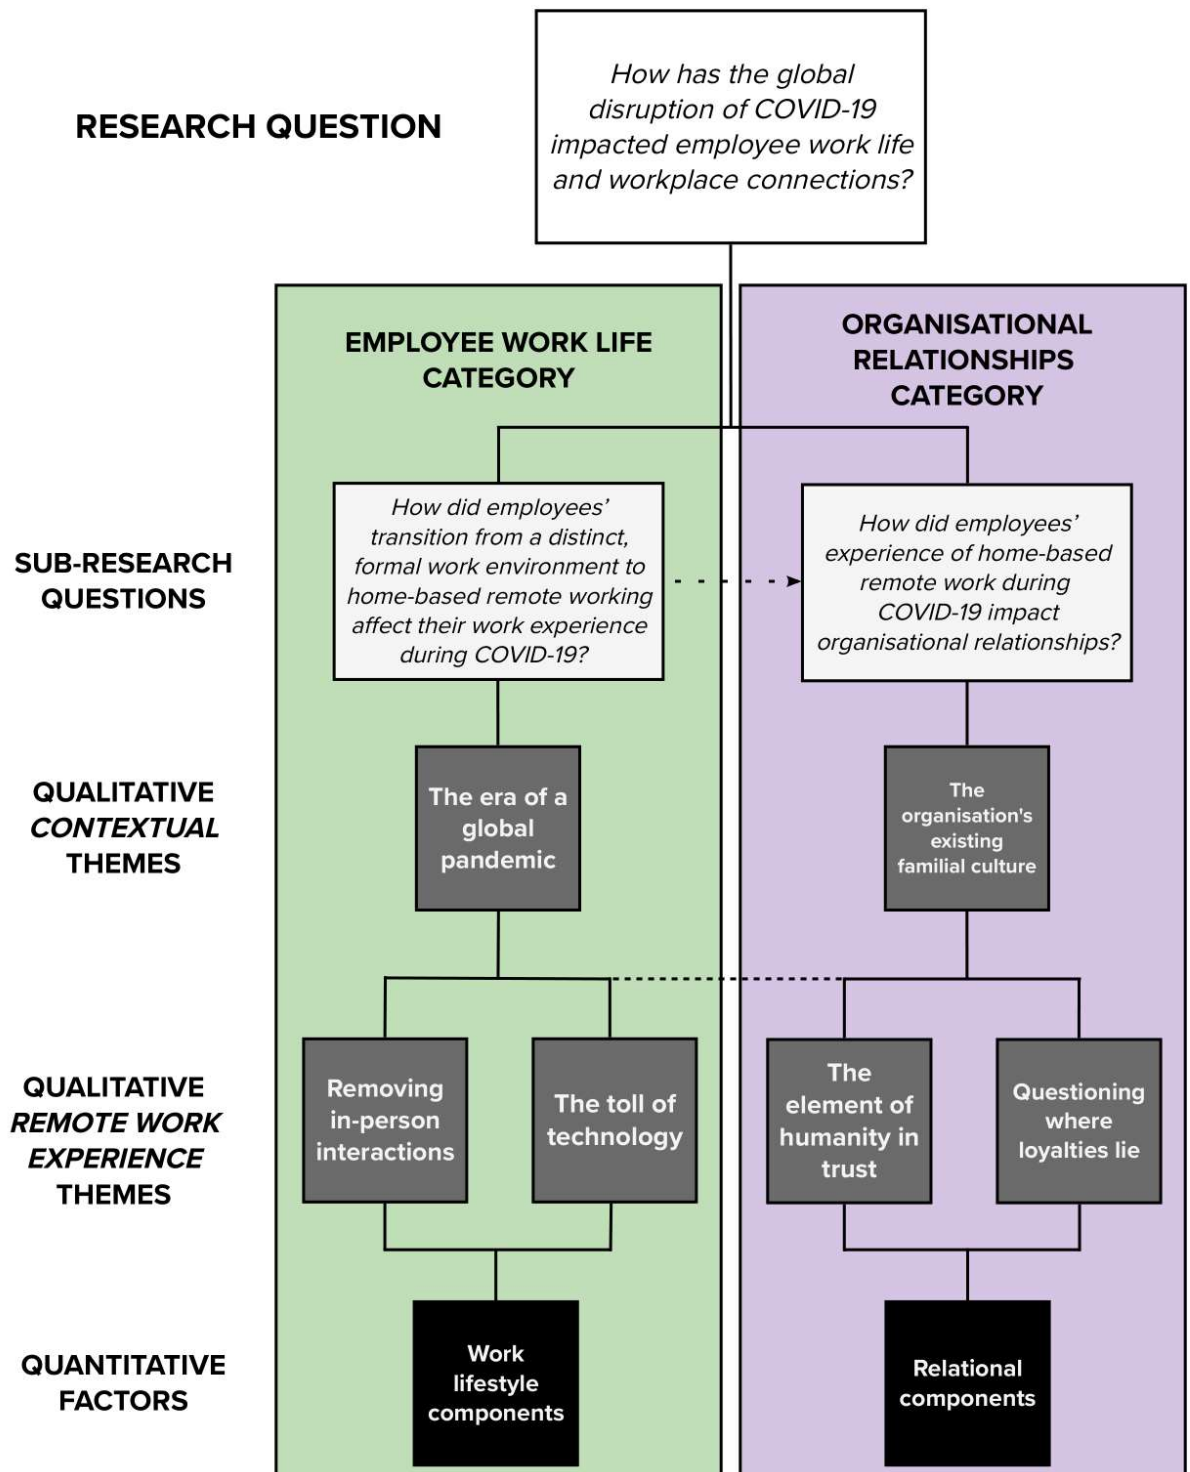 RESEARCH QUESTION
How has the global
disruption of COVID-19
impacted employee work life
and workplace connections?
EMPLOYEE WORK LIFE
CATEGORY
ORGANISATIONAL
RELATIONSHIPS
CATEGORY
SUB-RESEARCH
QUESTIONS
How did employees’
transition from a distinct,
formal work environment to
home-based remote working
affect their work experience
during COVID-19?
How did employees’
experience of home-based
remote work during
COVID-19 impact
organisational relationships?
QUALITATIVE
CONTEXTUAL
THEMES
The era of a
global
pandemic
The
organisation's
existing
familial culture
QUALITATIVE
REMOTE WORK
EXPERIENCE
THEMES
Removing
in-person
interactions
The toll of
technology
The
element of
humanity in
trust
Questioning
where
loyalties lie
QUANTITATIVE
FACTORS
Work
lifestyle
components
Relational
components